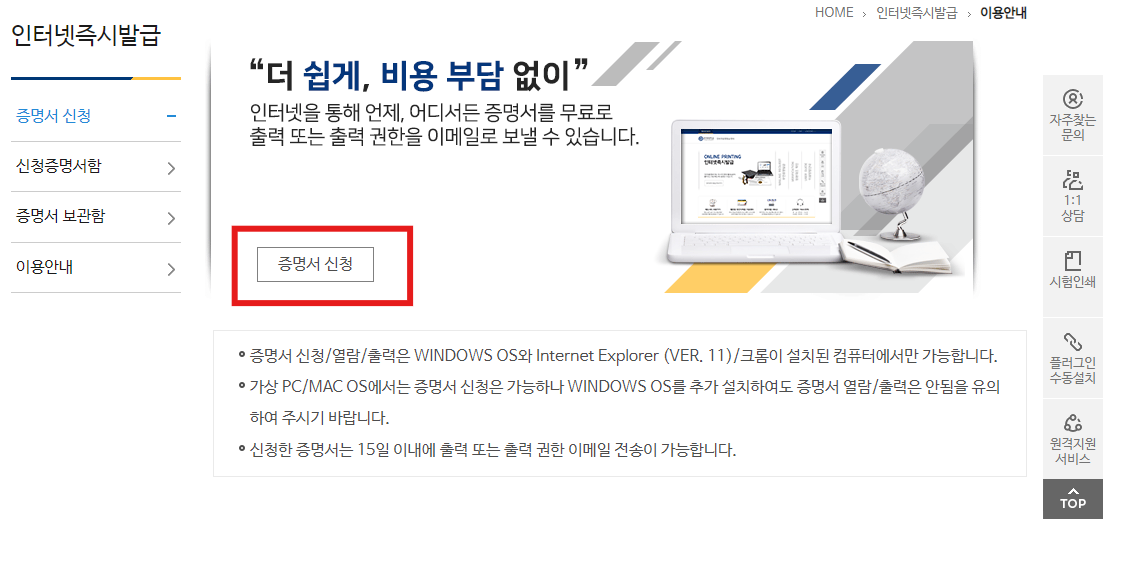 HOME > 인터넷즉시발급 > 이용안내
인터넷즉시발급
증명서 신청
신청증명서함
증명서 보관함
이용안내
“더 쉽게, 비용 부담 없이”
인터넷을 통해 언제, 어디서든 증명서를 무료로
출력 또는 출력 권한을 이메일로 보낼 수 있습니다.
증명서 신청
ONLINE PRINTING
인터넷즉시발급
증명서 신청/열람/출력은 WINDOWS OS와 Internet Explorer (VER. 11)/크롬이 설치된 컴퓨터에서만 가능합니다.
가상 PC/MAC OS에서는 증명서 신청은 가능하나 WINDOWS OS를 추가 설치하여도 증명서 열람/출력은 안됨을 유의
하여 주시기 바랍니다.
신청한 증명서는 15일 이내에 출력 또는 출력 권한 이메일 전송이 가능합니다.
자주찾는
문의
1:1
상담
시험인쇄
플러그인
수동설치
원격지원
서비스
TOP